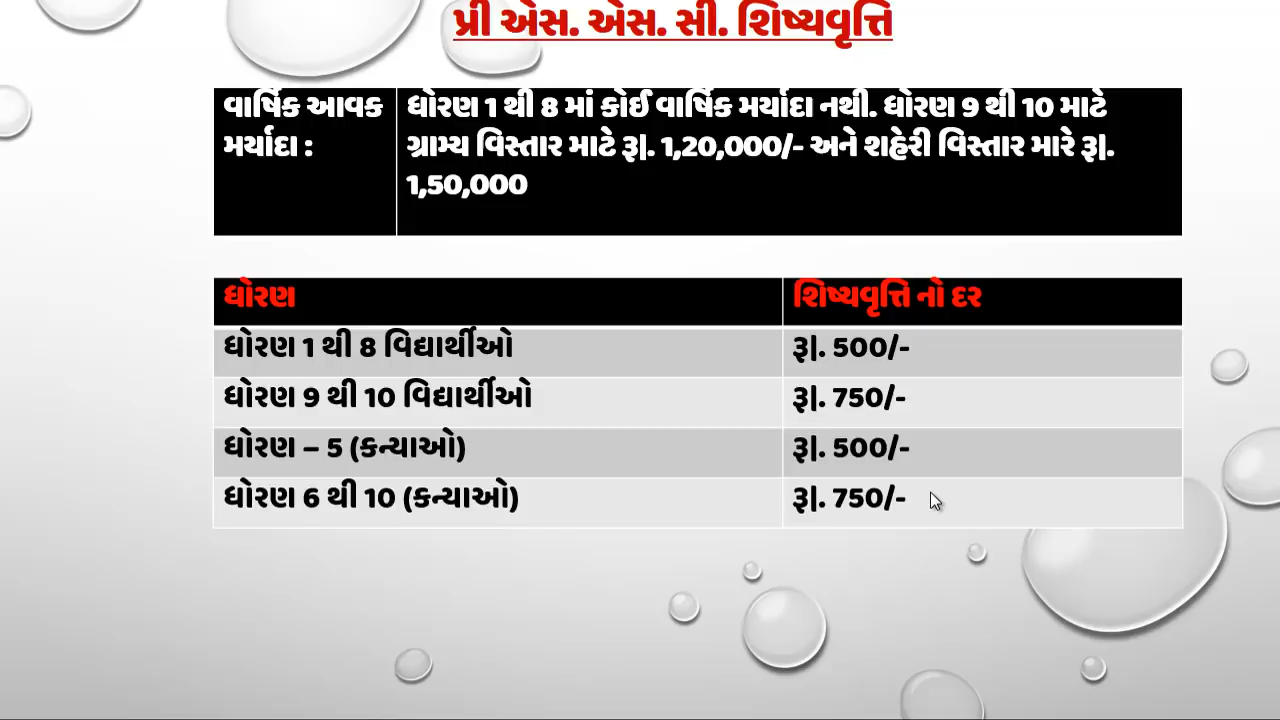 પ્રી એસ. એસ. સી. શિષ્યવૃત્તિ
વાર્ષિક આવક મર્યાદા :
ધોરણ 1 થી 8 માં કોઈ વાર્ષિક મર્યાદા નથી. ધોરણ 9 થી 10 માટે
ગ્રામ્ય વિસ્તાર માટે રૂ|. 1,20,000/- અને શહેરી વિસ્તાર મારે રૂ|.
1,50,000
ધોરણ શિષ્યવૃત્તિ નો દર
ધોરણ 1 થી 8 વિદ્યાર્થીઓ રૂ|. 500/-
ધોરણ 9 થી 10 વિદ્યાર્થીઓ રૂ|. 750/-
ધોરણ – 5 (કન્યાઓ) રૂ|. 500/-
ધોરણ 6 થી 10 (કન્યાઓ) રૂ|. 750/-